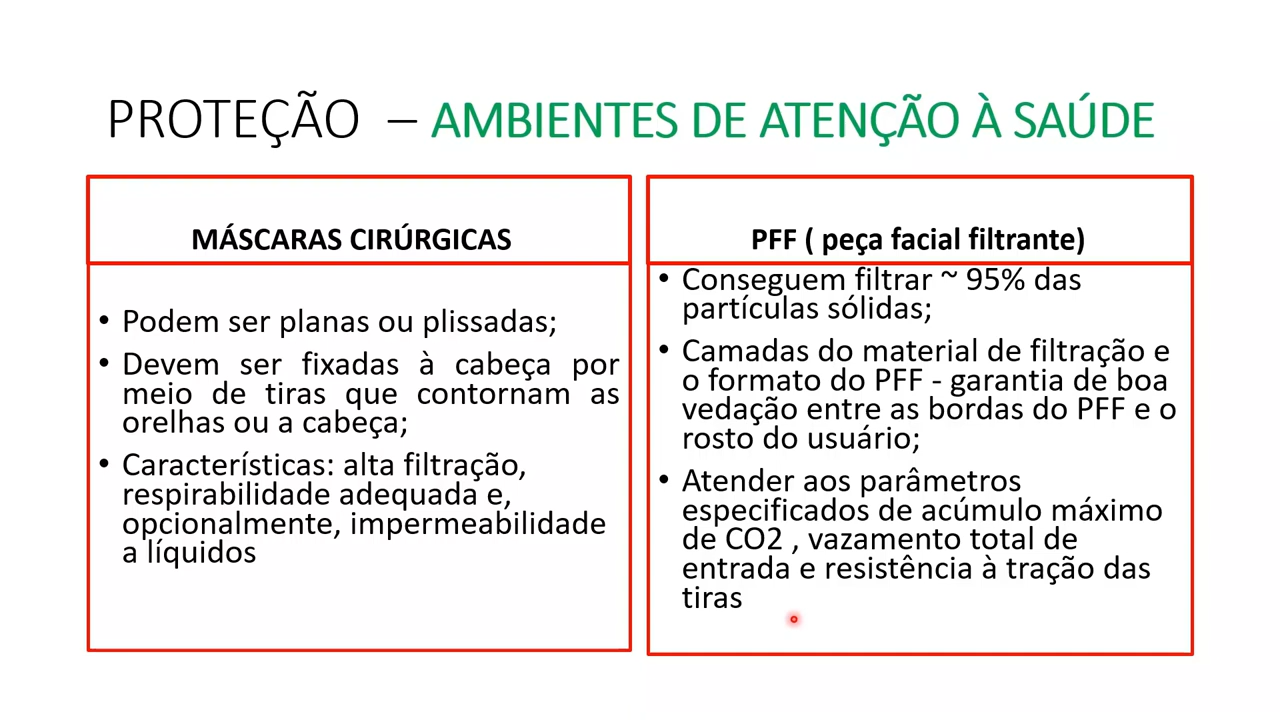 PROTEÇÃO – AMBIENTES DE ATENÇÃO À SAÚDE
MÁSCARAS CIRÚRGICAS
• Podem ser planas ou plissadas;
• Devem ser fixadas à cabeça por
meio de tiras que contornam as
orelhas ou a cabeça;
• Características: alta filtração,
respirabilidade adequada e,
opcionalmente, impermeabilidade
a líquidos
PFF ( peça facial filtrante)
• Conseguem filtrar ~ 95% das
partículas sólidas;
• Camadas do material de filtração e
o formato do PFF - garantia de boa
vedação entre as bordas do PFF e o
rosto do usuário;
• Atender aos parâmetros
especificados de acúmulo máximo
de CO2 , vazamento total de
entrada e resistência à tração das
tiras